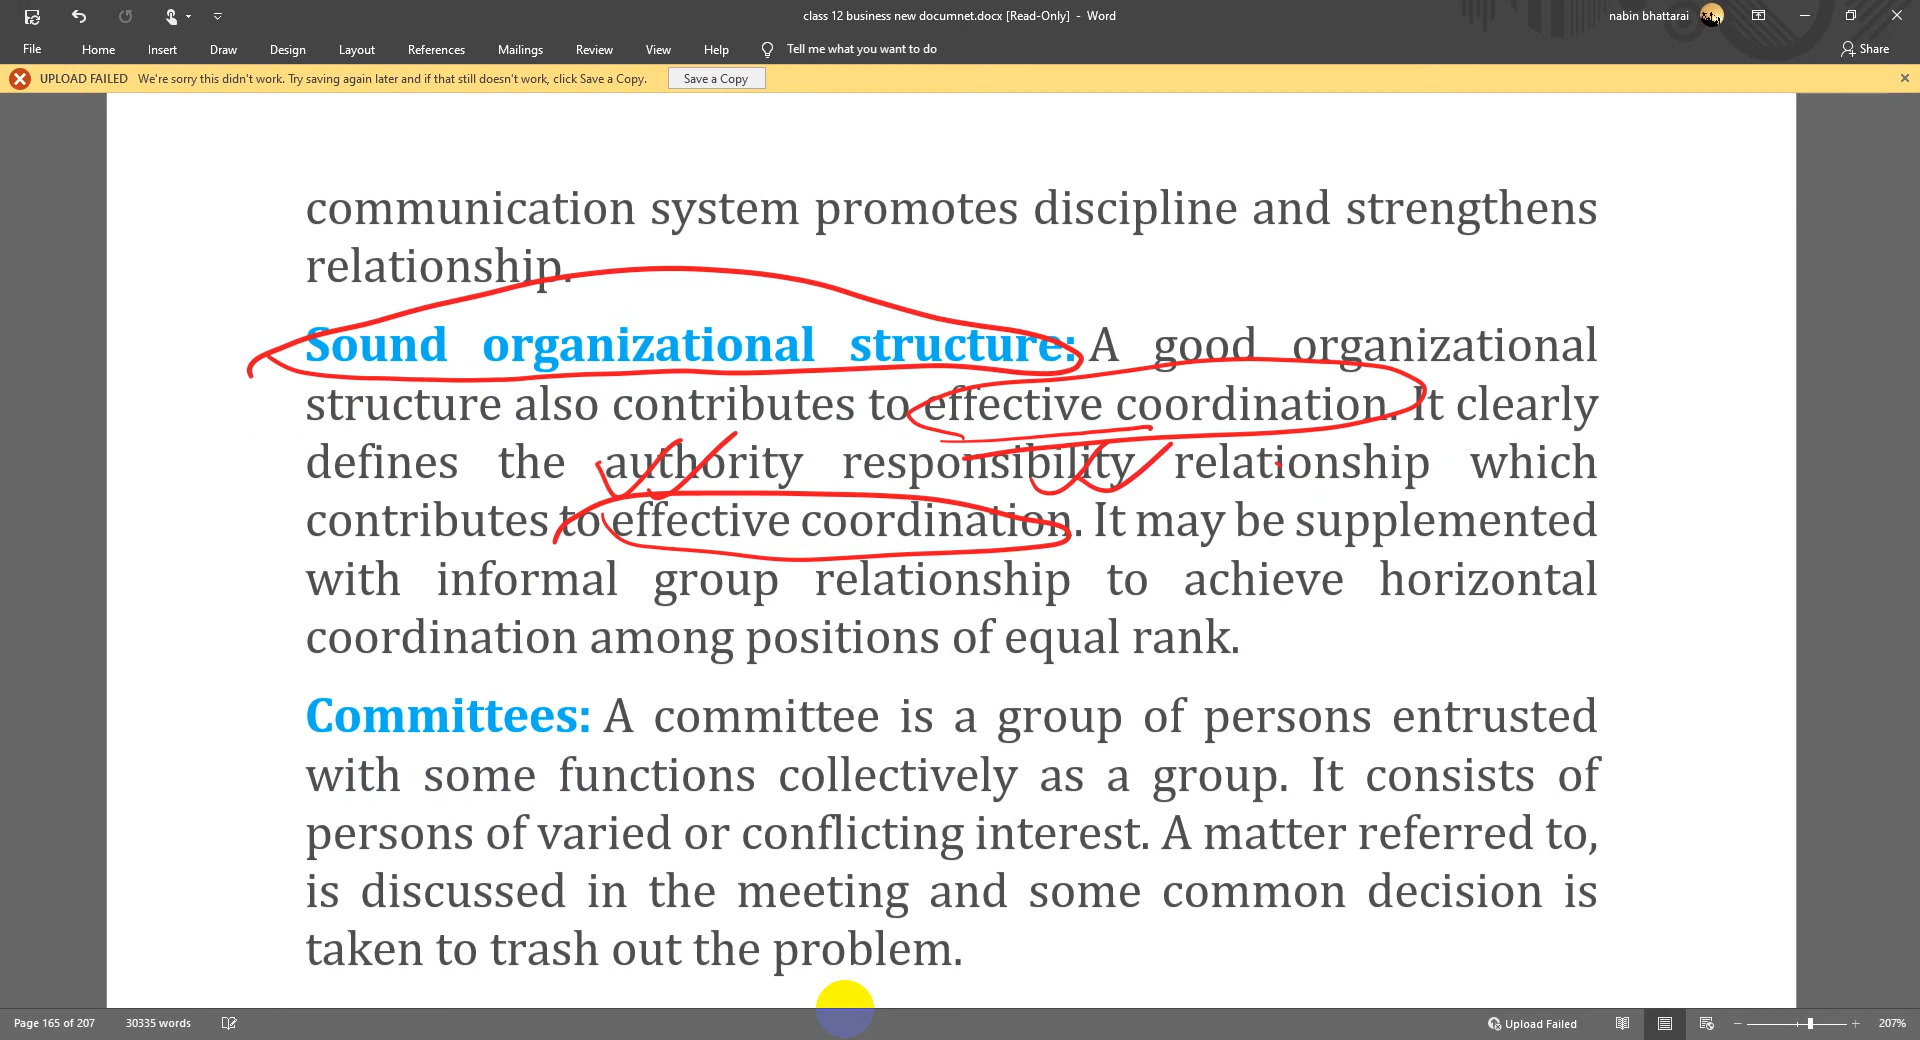 class 12 business new documnet.docx [Read-Only] - Word
nabin bhattarai
File Home Insert Draw Design Layout References Mailings Review View Help Tell me what you want to do Share
UPLOAD FAILED We're sorry this didn't work. Try saving again later and if that still doesn't work, click Save a Copy. Save a Copy
communication system promotes discipline and strengthens
relationship.
Sound organizational structure: A good organizational
structure also contributes to effective coordination. It clearly
defines the authority responsibility relationship which
contributes to effective coordination. It may be supplemented
with informal group relationship to achieve horizontal
coordination among positions of equal rank.
Committees: A committee is a group of persons entrusted
with some functions collectively as a group. It consists of
persons of varied or conflicting interest. A matter referred to,
is discussed in the meeting and some common decision is
taken to trash out the problem.
Page 165 of 207 30335 words Upload Failed 207%